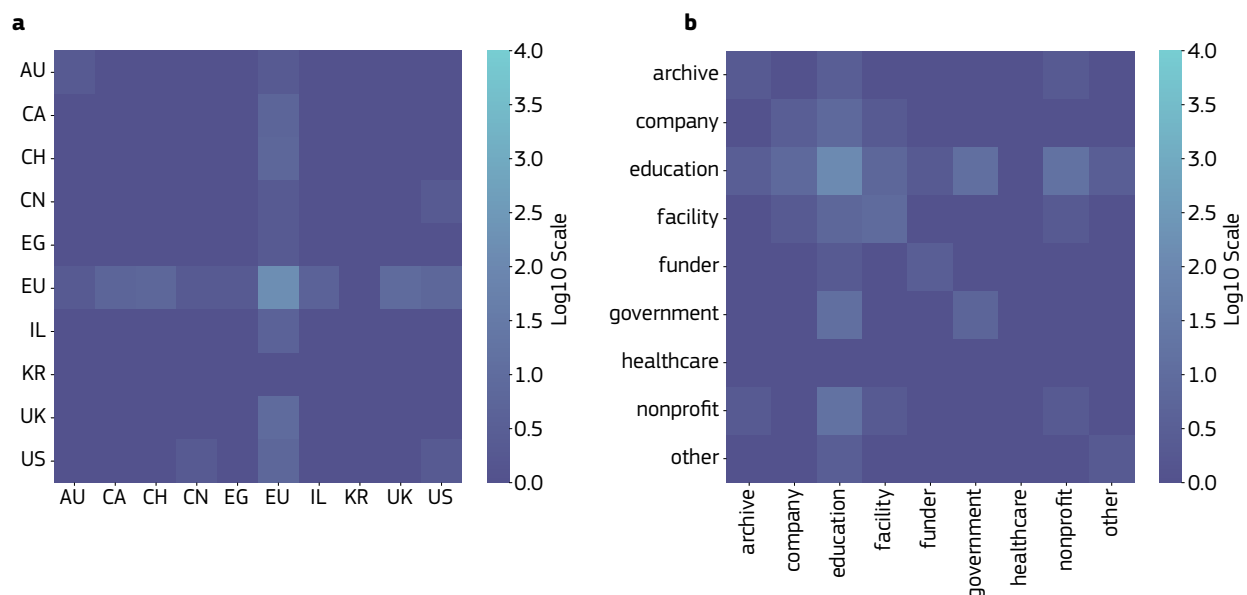 a
b
AU
CA
CH
CN
EG
EU
IL
KR
UK
US
AU CA CH CN EG EU IL KR UK US
4.0
3.5
3.0
2.5
2.0
1.5
1.0
0.5
0.0
Log10 Scale
archive
company
education
facility
funder
government
healthcare
nonprofit
other
archive
company
education
facility
funder
government
healthcare
nonprofit
other
4.0
3.5
3.0
2.5
2.0
1.5
1.0
0.5
0.0
Log10 Scale